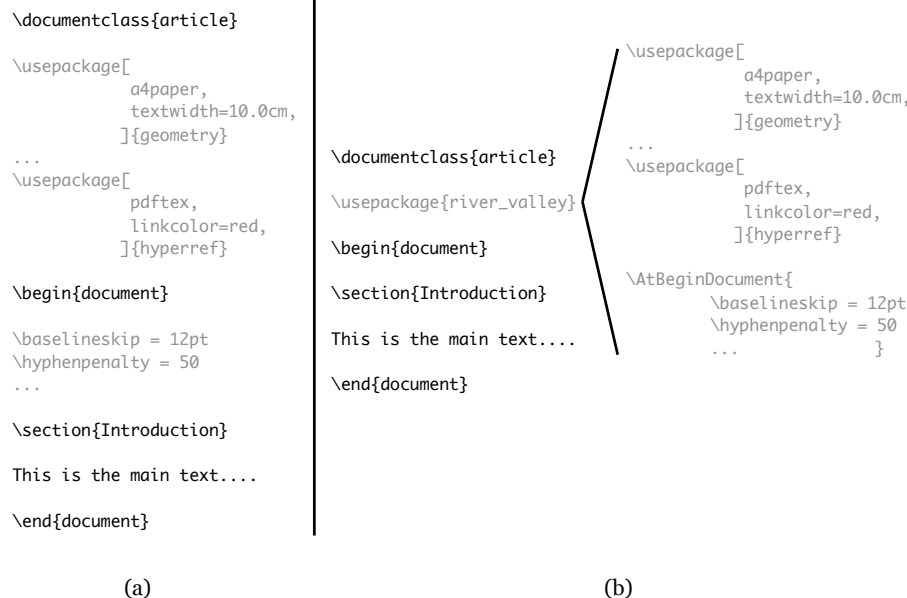 \documentclass{article}
\usepackage[
a4paper,
textwidth=10.0cm,
]{geometry}
...
\usepackage[
pdftex,
linkcolor=red,
]{hyperref}
\begin{document}
\baselineskip = 12pt
\hyphenpenalty = 50
...
\section{Introduction}
This is the main text....
\end{document}
(a)
\documentclass{article}
\usepackage{river_valley}
\begin{document}
\section{Introduction}
This is the main text....
\end{document}
\usepackage[
a4paper,
textwidth=10.0cm,
]{geometry}
...
\usepackage[
pdftex,
linkcolor=red,
]{hyperref}
\AtBeginDocument{
\baselineskip = 12pt
\hyphenpenalty = 50
... }
(b)